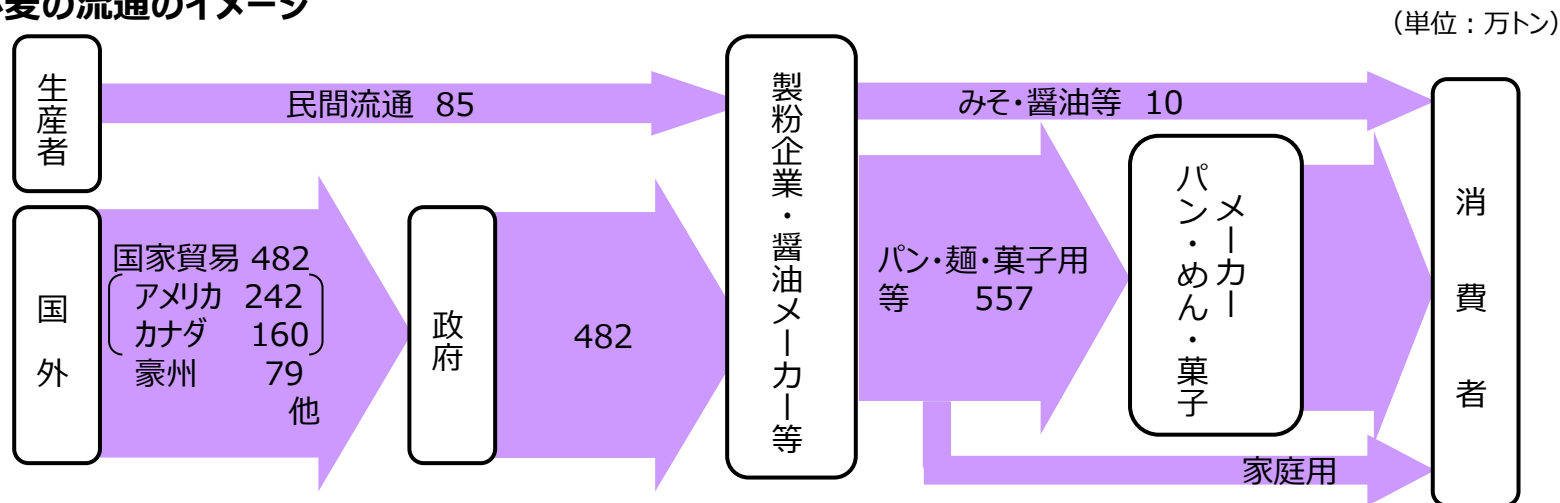 小麦の流通のイメージ
（単位：万トン）
生産者
民間流通 85
製粉企業・醤油メーカー等
みそ・醤油等 10
消費者
国外
国家貿易 482
アメリカ 242
カナダ 160
豪州 79
他
政府
482
パン・麺・菓子用
等 557
パン・めん・菓子
メーカー
家庭用